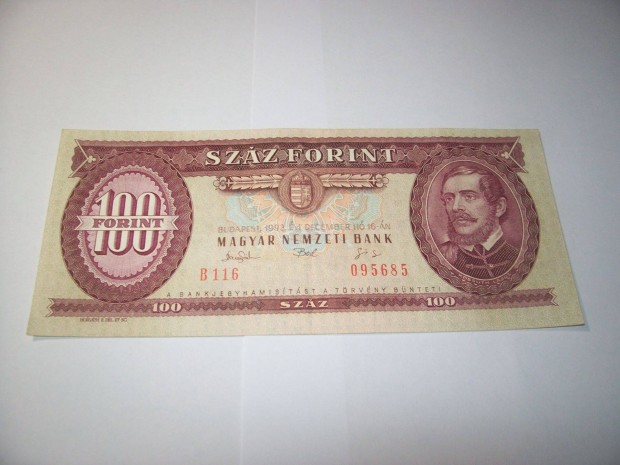 SZÁZ FORINT
100
FORINT
BUDAPEST, 1992. ÉVI DECEMBER HÓ 16-ÁN
MAGYAR NEMZETI BANK
B 116 095685
A BANKJEGYHAMISÍTÁST A TÖRVÉNY BÜNTETI
100 SZÁZ 100